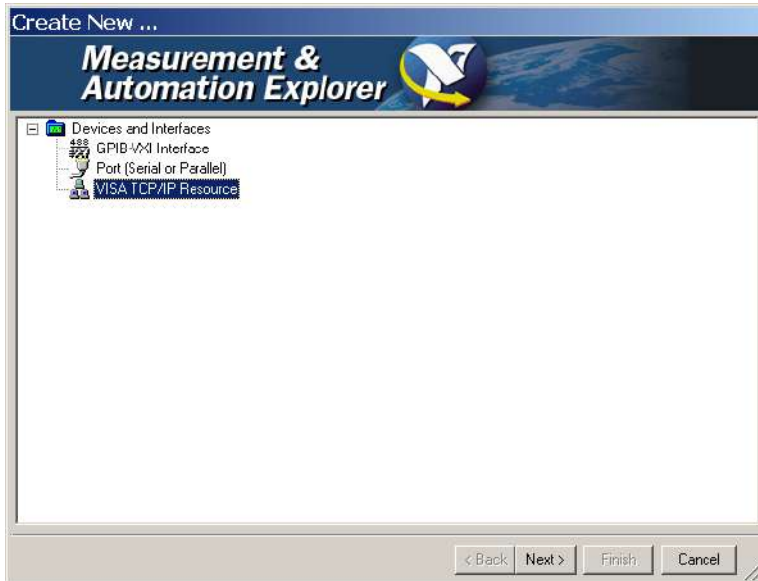 Create New ...
Measurement &
Automation Explorer
Devices and Interfaces
GPIB-VXI Interface
Port (Serial or Parallel)
VISA TCP/IP Resource
< Back Next > Finish Cancel